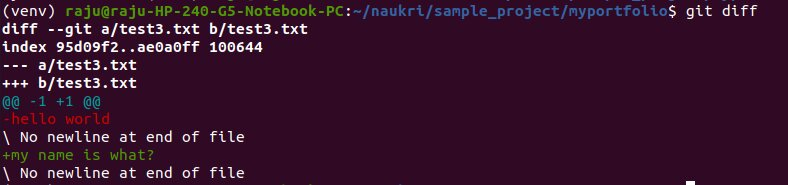 (venv) raju@raju-HP-240-G5-Notebook-PC:~/naukri/sample_project/myportfolio$ git diff
diff --git a/test3.txt b/test3.txt
index 95d09f2..ae0a0ff 100644
--- a/test3.txt
+++ b/test3.txt
@@ -1 +1 @@
-hello world
\ No newline at end of file
+my name is what?
\ No newline at end of file